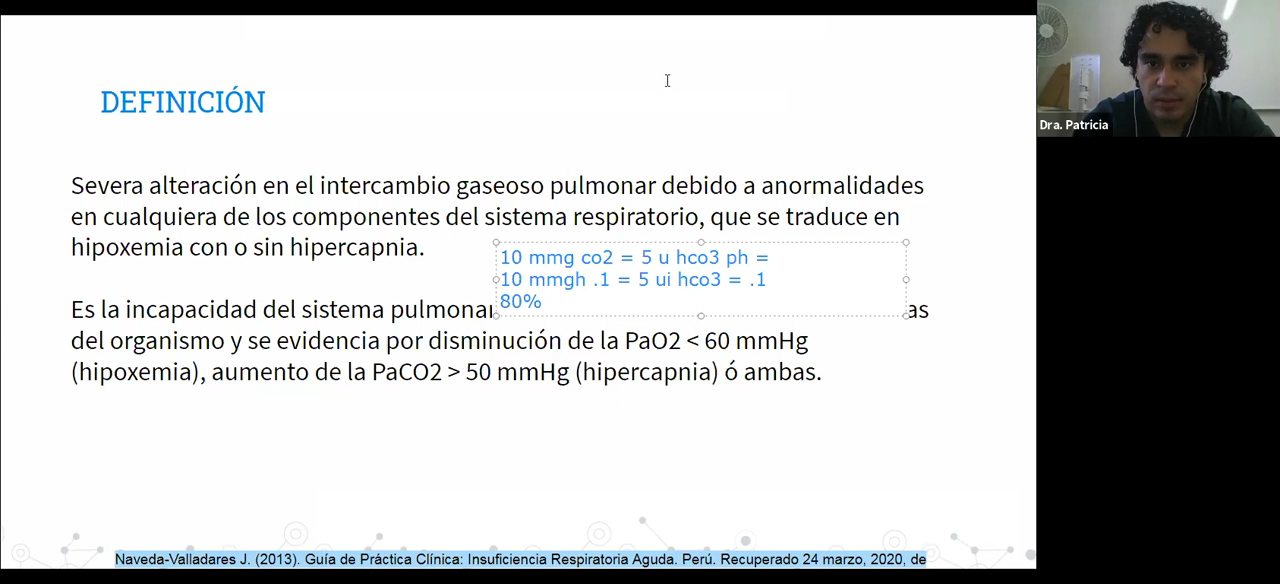 DEFINICIÓN
Severa alteración en el intercambio gaseoso pulmonar debido a anormalidades
en cualquiera de los componentes del sistema respiratorio, que se traduce en
hipoxemia con o sin hipercapnia.
10 mmg co2 = 5 u hco3 ph =
10 mmgh .1 = 5 ui hco3 = .1
80%
Es la incapacidad del sistema pulmonar as
del organismo y se evidencia por disminución de la PaO2 < 60 mmHg
(hipoxemia), aumento de la PaCO2 > 50 mmHg (hipercapnia) ó ambas.
Naveda-Valladares J. (2013). Guía de Práctica Clínica: Insuficiencia Respiratoria Aguda. Perú. Recuperado 24 marzo, 2020, de
Dra. Patricia